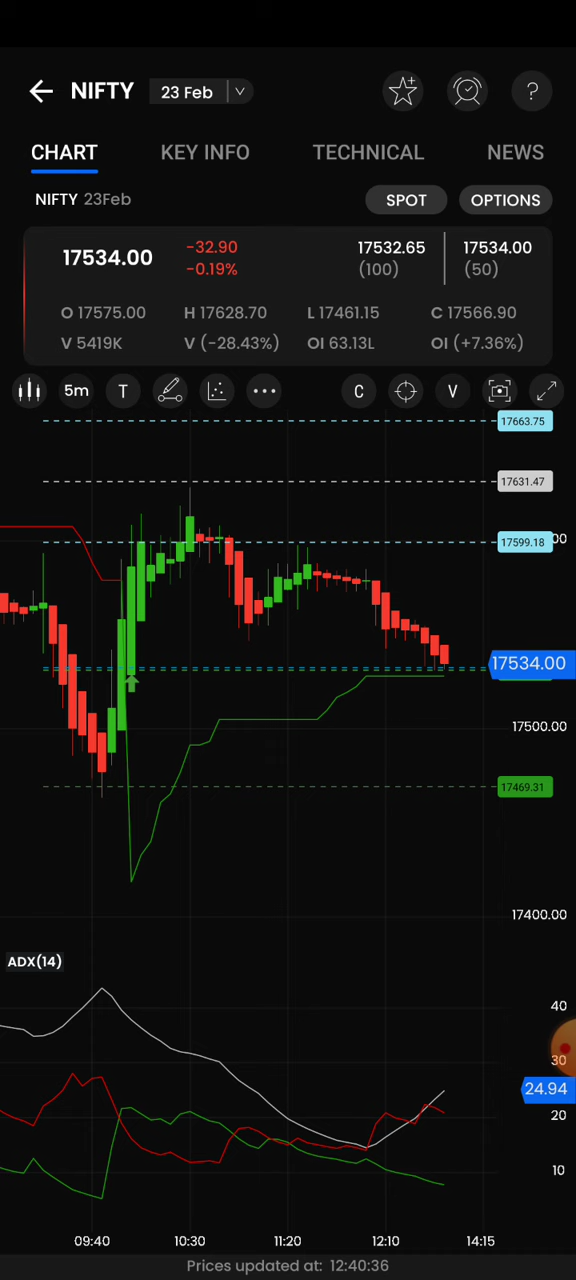 NIFTY 23 Feb ?
CHART KEY INFO TECHNICAL NEWS
NIFTY 23Feb SPOT OPTIONS
17534.00 -32.90 17532.65 17534.00
-0.19% (100) (50)
O 17575.00 H 17628.70 L 17461.15 C 17566.90
V 5419K V (-28.43%) OI 63.13L OI (+7.36%)
5m T C V
17663.75
17631.47
17599.18 00
17534.00
17500.00
17469.31
17400.00
ADX(14)
40
30
24.94
20
10
09:40 10:30 11:20 12:10 14:15
Prices updated at: 12:40:36